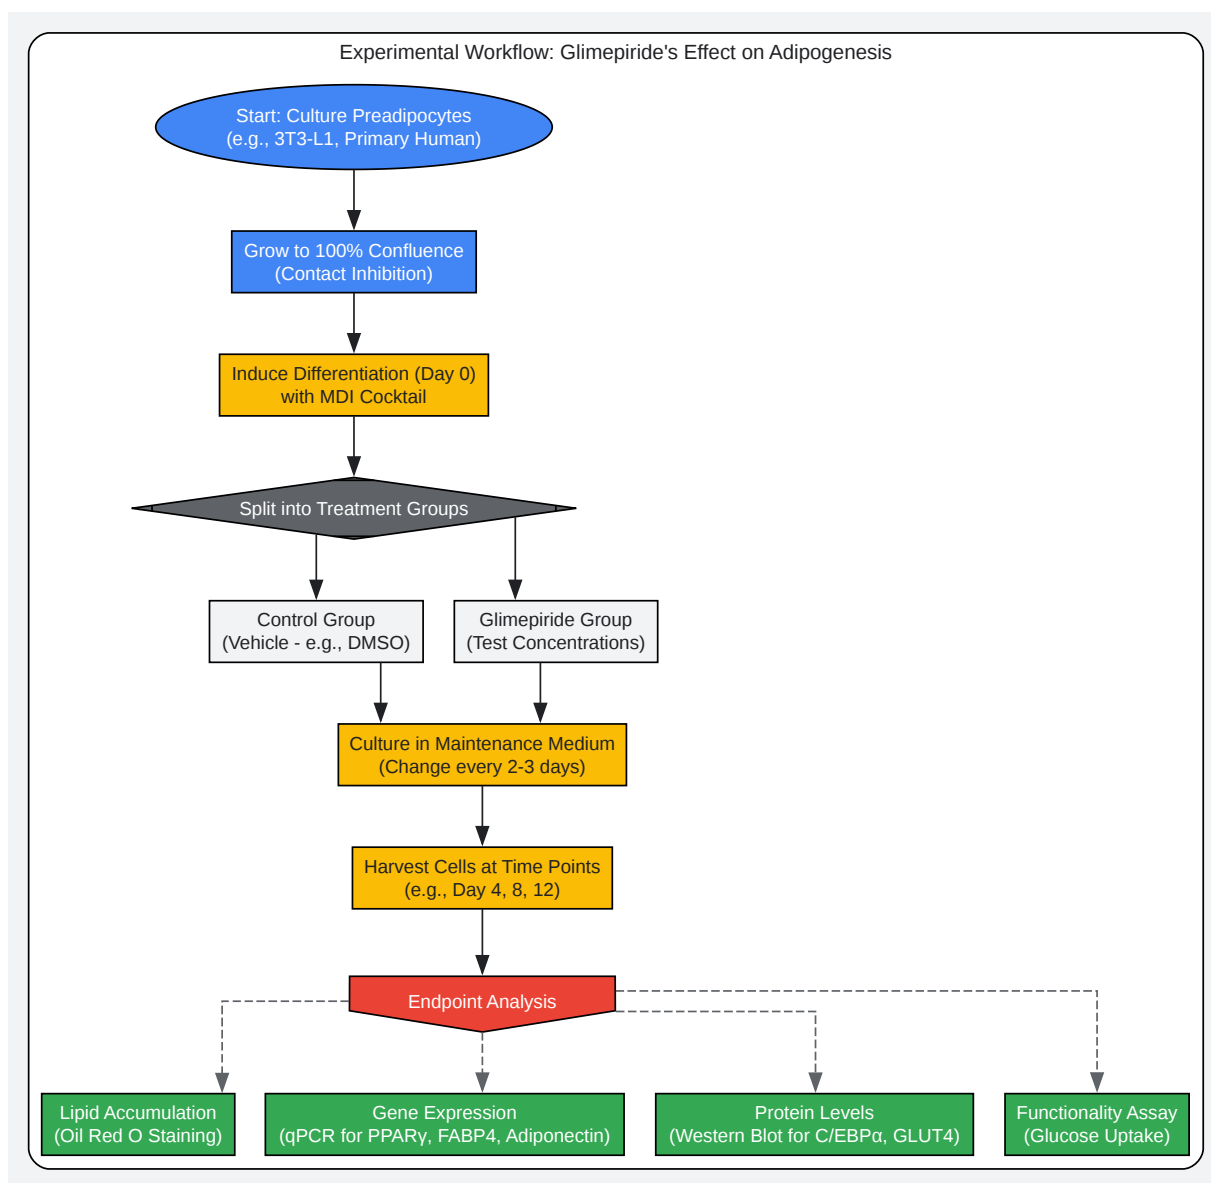 Experimental Workflow: Glimepiride's Effect on Adipogenesis
Start: Culture Preadipocytes
(e.g., 3T3-L1, Primary Human)
Grow to 100% Confluence
(Contact Inhibition)
Induce Differentiation (Day 0)
with MDI Cocktail
Split into Treatment Groups
Control Group
(Vehicle - e.g., DMSO)
Glimepiride Group
(Test Concentrations)
Culture in Maintenance Medium
(Change every 2-3 days)
Harvest Cells at Time Points
(e.g., Day 4, 8, 12)
Endpoint Analysis
Lipid Accumulation
(Oil Red O Staining)
Gene Expression
(qPCR for PPARγ, FABP4, Adiponectin)
Protein Levels
(Western Blot for C/EBPα, GLUT4)
Functionality Assay
(Glucose Uptake)